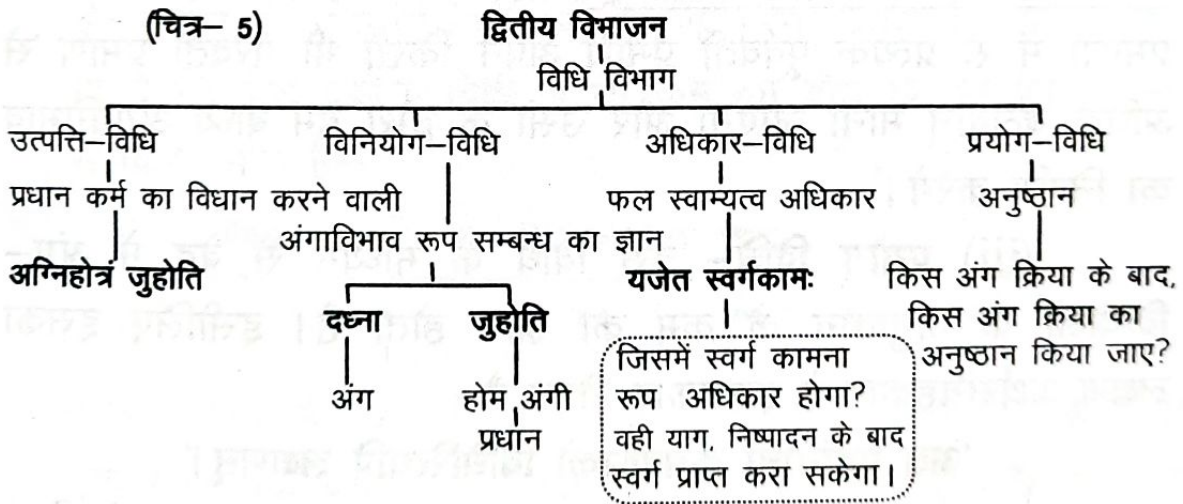 (चित्र– 5) द्वितीय विभाजन
विधि विभाग
उत्पत्ति–विधि विनियोग–विधि अधिकार–विधि प्रयोग–विधि
प्रधान कर्म का विधान करने वाली फल स्वाम्यत्व अधिकार अनुष्ठान
अंगाविभाव रूप सम्बन्ध का ज्ञान
अग्निहोत्रं जुहोति यजेत स्वर्गकामः किस अंग क्रिया के बाद,
दध्ना जुहोति किस अंग क्रिया का
जिसमें स्वर्ग कामना अनुष्ठान किया जाए?
अंग होम अंगी रूप अधिकार होगा?
प्रधान वही याग, निष्पादन के बाद
स्वर्ग प्राप्त करा सकेगा।